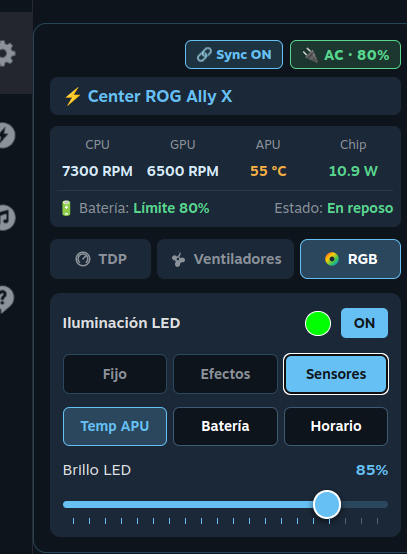 Sync ON
AC · 80%
Center ROG Ally X
CPU GPU APU Chip
7300 RPM 6500 RPM 55 °C 10.9 W
Batería: Límite 80% Estado: En reposo
TDP Ventiladores RGB
Iluminación LED ON
Fijo Efectos Sensores
Temp APU Batería Horario
Brillo LED 85%